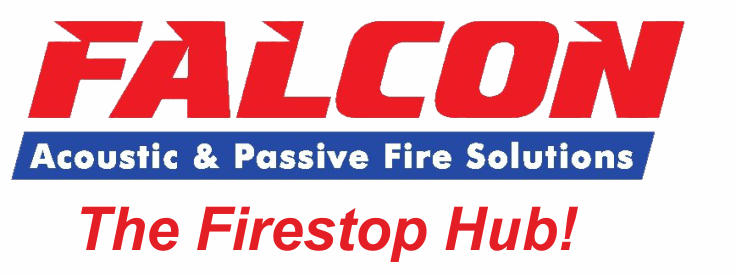 FALCON
Acoustic & Passive Fire Solutions
The Firestop Hub!